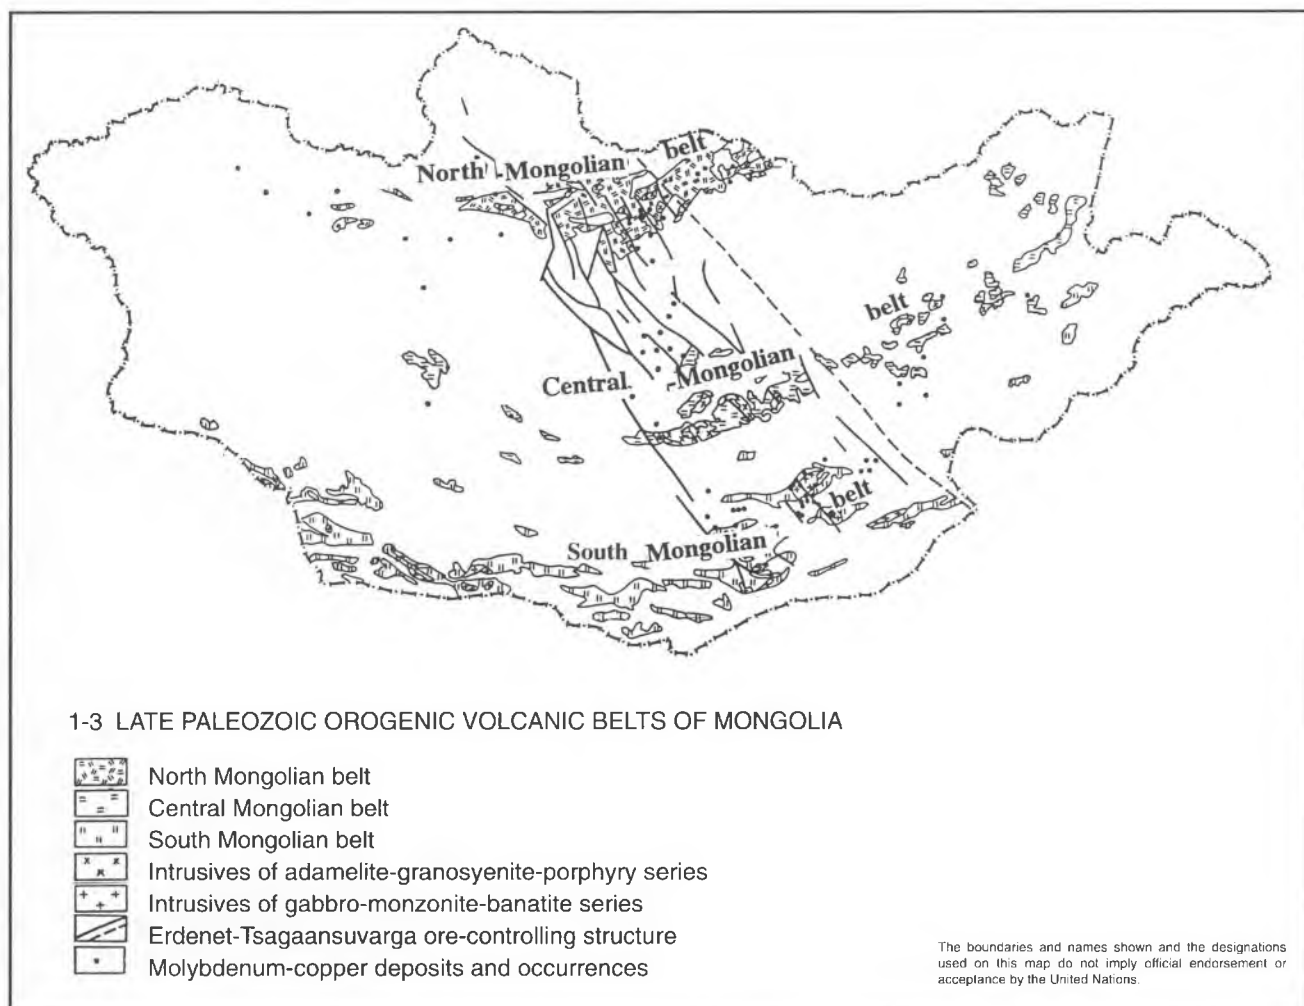 North Mongolian belt
belt
Central Mongolian
belt
South Mongolian
1-3 LATE PALEOZOIC OROGENIC VOLCANIC BELTS OF MONGOLIA
North Mongolian belt
Central Mongolian belt
South Mongolian belt
Intrusives of adamelite-granosyenite-porphyry series
Intrusives of gabbro-monzonite-banatite series
Erdenet-Tsagaansuvarga ore-controlling structure
Molybdenum-copper deposits and occurrences
The boundaries and names shown and the designations
used on this map do not imply official endorsement or
acceptance by the United Nations.